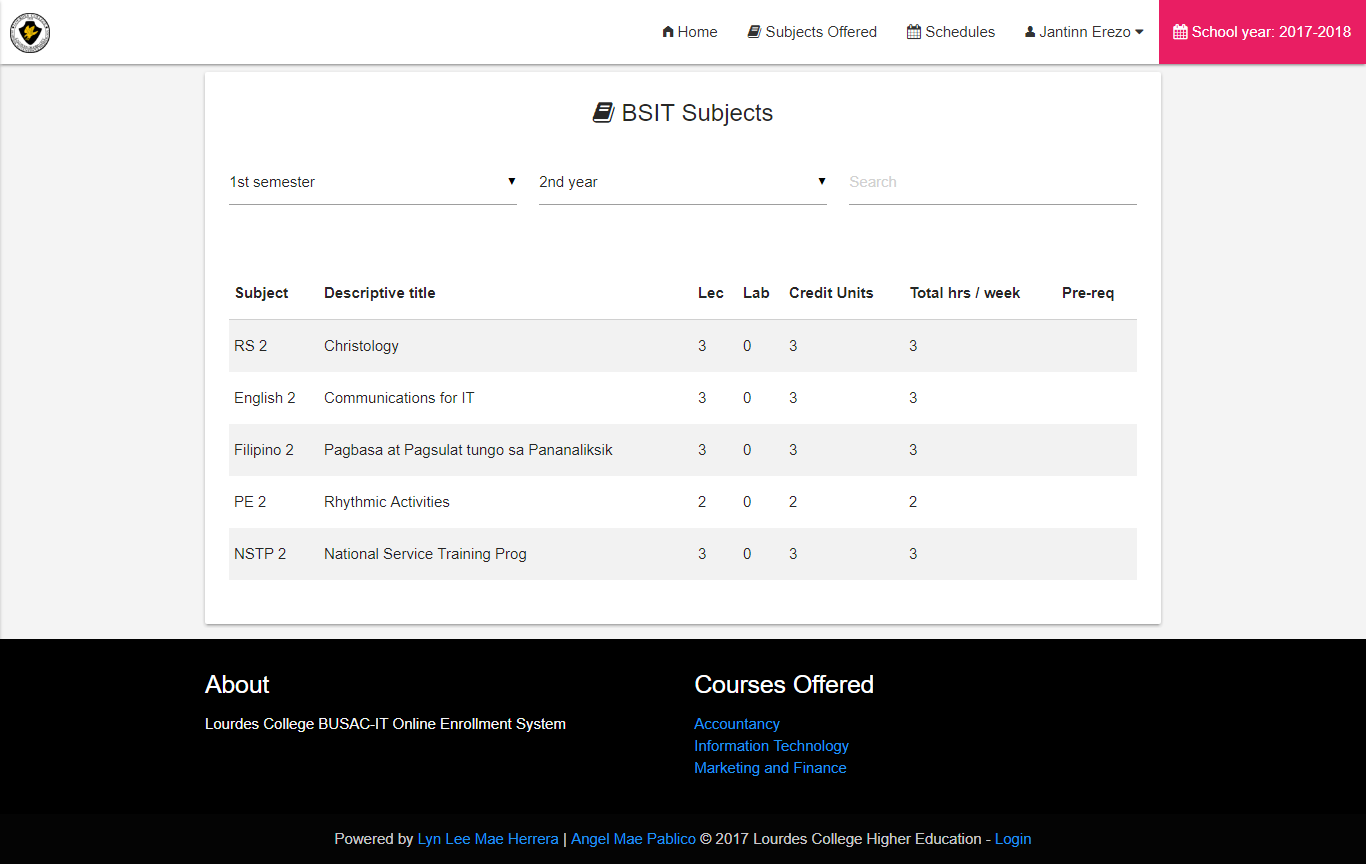 Home Subjects Offered Schedules Jantinn Erezo School year: 2017-2018
BSIT Subjects
1st semester 2nd year Search
Subject Descriptive title Lec Lab Credit Units Total hrs / week Pre-req
RS 2 Christology 3 0 3 3
English 2 Communications for IT 3 0 3 3
Filipino 2 Pagbasa at Pagsulat tungo sa Pananaliksik 3 0 3 3
PE 2 Rhythmic Activities 2 0 2 2
NSTP 2 National Service Training Prog 3 0 3 3
About Courses Offered
Lourdes College BUSAC-IT Online Enrollment System Accountancy
Information Technology
Marketing and Finance
Powered by Lyn Lee Mae Herrera | Angel Mae Pablico © 2017 Lourdes College Higher Education - Login